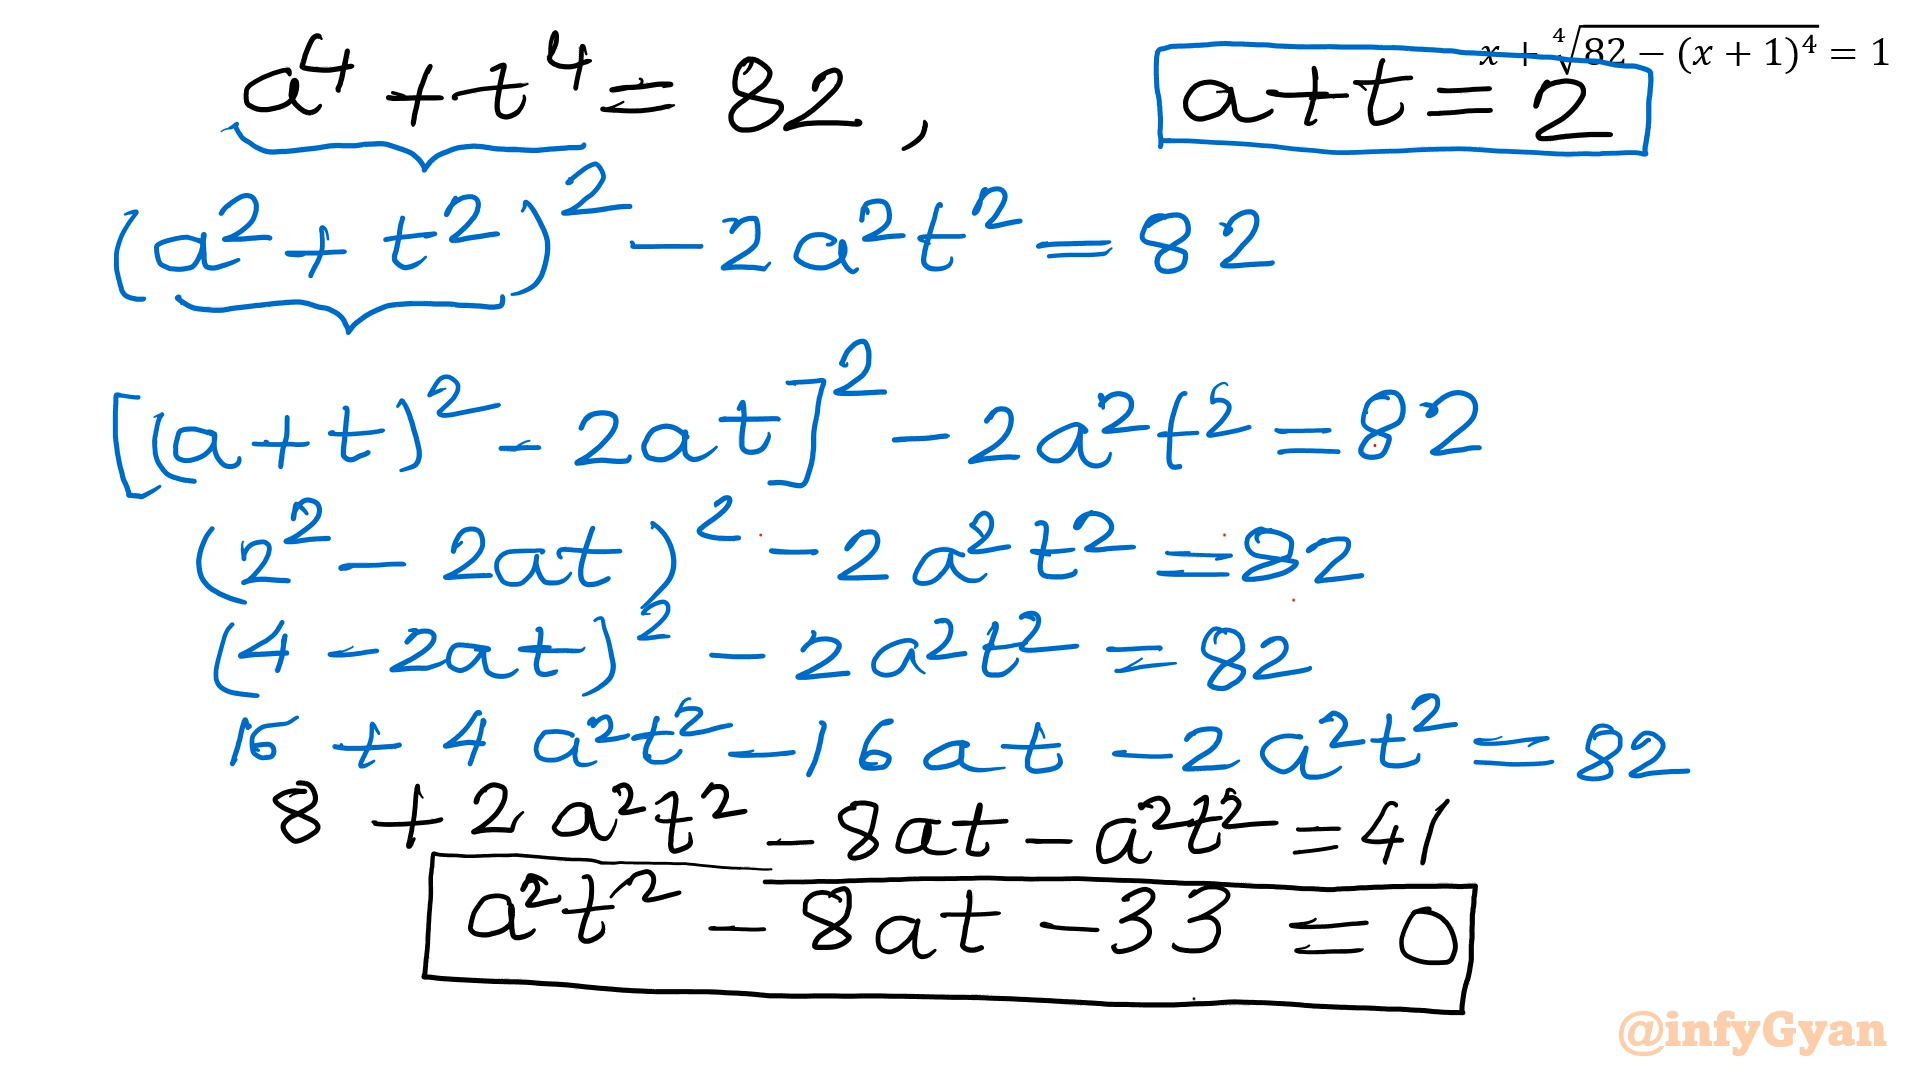 x + ∜(82 − (x + 1)⁴) = 1
a⁴ + t⁴ = 82 , a + t = 2
(a² + t²)² − 2a²t² = 82
[(a + t)² − 2at]² − 2a²t² = 82
(2² − 2at)² − 2a²t² = 82
(4 − 2at)² − 2a²t² = 82
16 + 4a²t² − 16at − 2a²t² = 82
8 + 2a²t² − 8at − a²t² = 41
a²t² − 8at − 33 = 0
@infyGyan